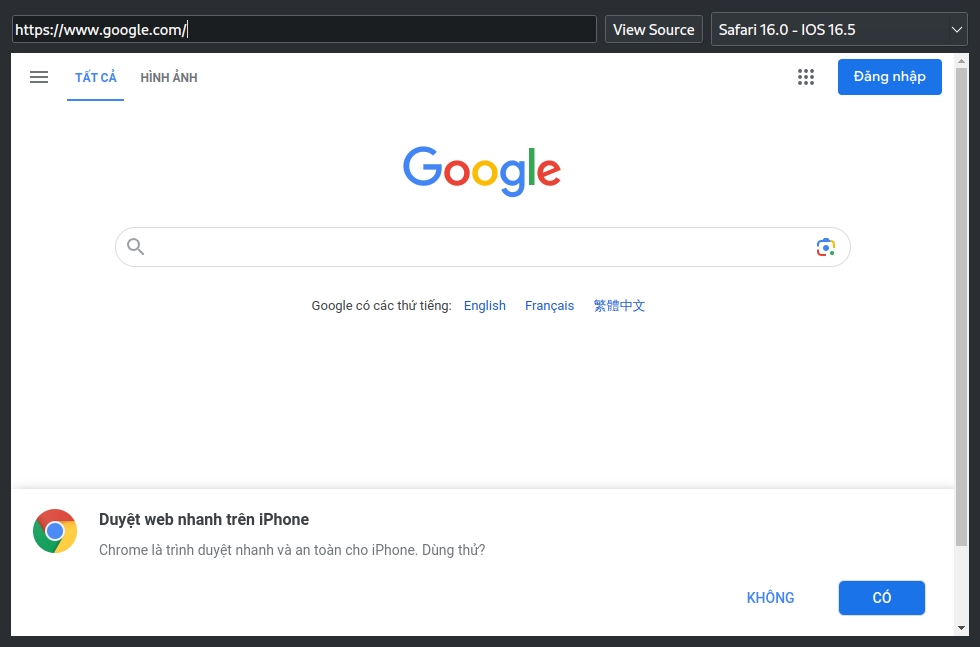 https://www.google.com/ View Source Safari 16.0 - IOS 16.5
TẤT CẢ HÌNH ẢNH Đăng nhập
Google
Google có các thứ tiếng: English Français 繁體中文
Duyệt web nhanh trên iPhone
Chrome là trình duyệt nhanh và an toàn cho iPhone. Dùng thử?
KHÔNG CÓ